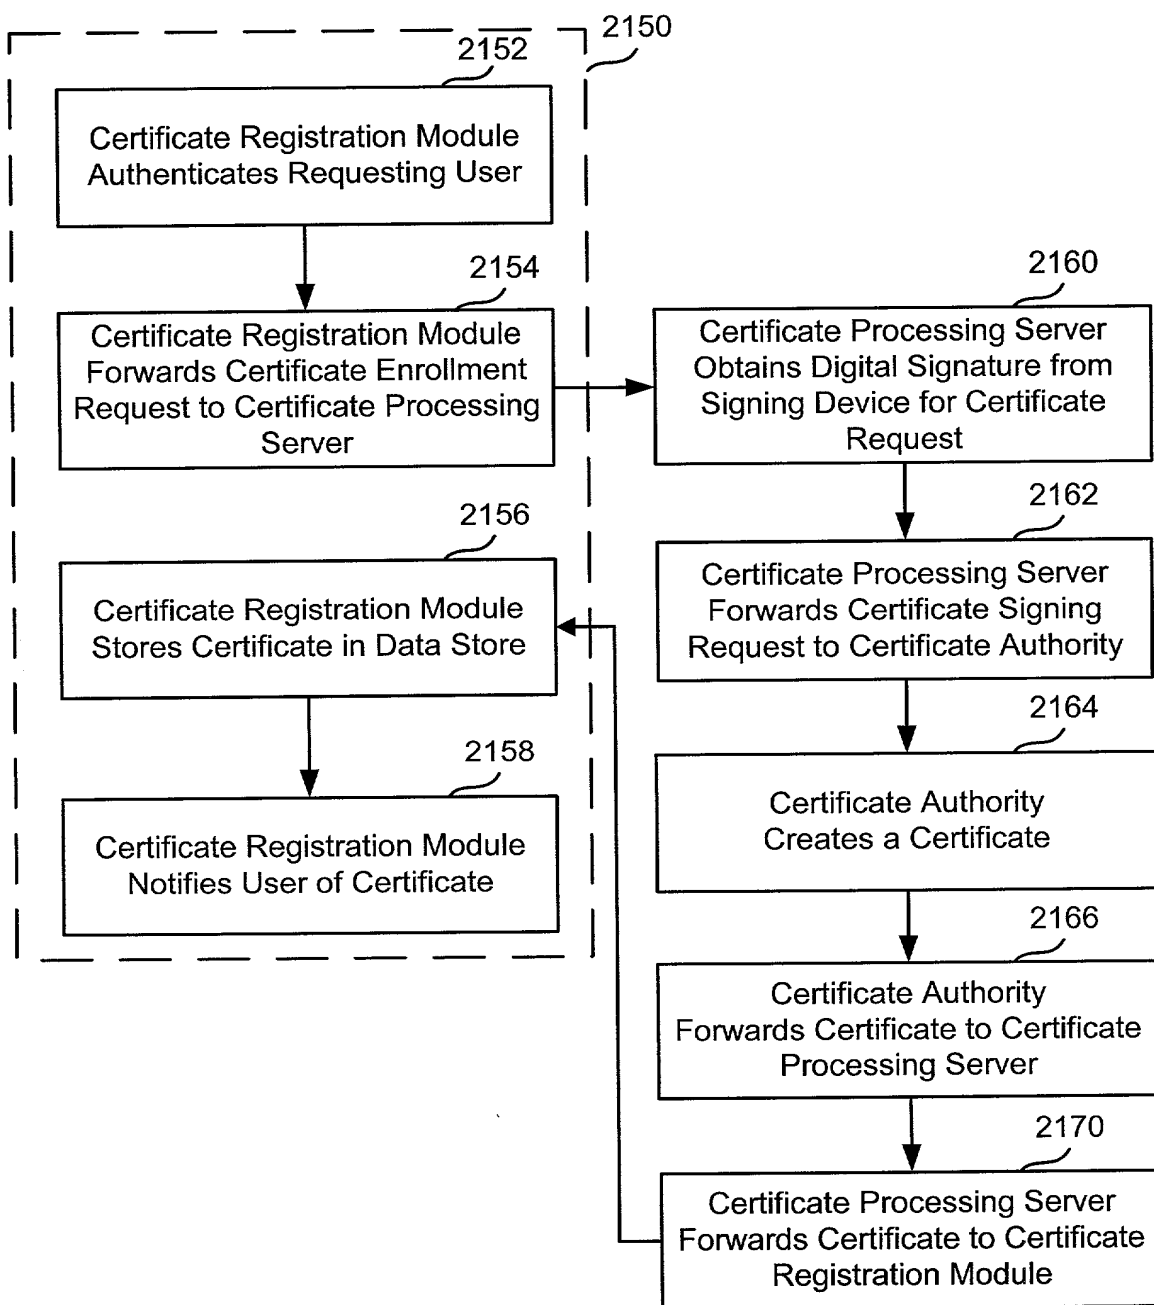 2150
2152
Certificate Registration Module
Authenticates Requesting User
2154
Certificate Registration Module
Forwards Certificate Enrollment
Request to Certificate Processing
Server
2156
Certificate Registration Module
Stores Certificate in Data Store
2158
Certificate Registration Module
Notifies User of Certificate
2160
Certificate Processing Server
Obtains Digital Signature from
Signing Device for Certificate
Request
2162
Certificate Processing Server
Forwards Certificate Signing
Request to Certificate Authority
2164
Certificate Authority
Creates a Certificate
2166
Certificate Authority
Forwards Certificate to Certificate
Processing Server
2170
Certificate Processing Server
Forwards Certificate to Certificate
Registration Module